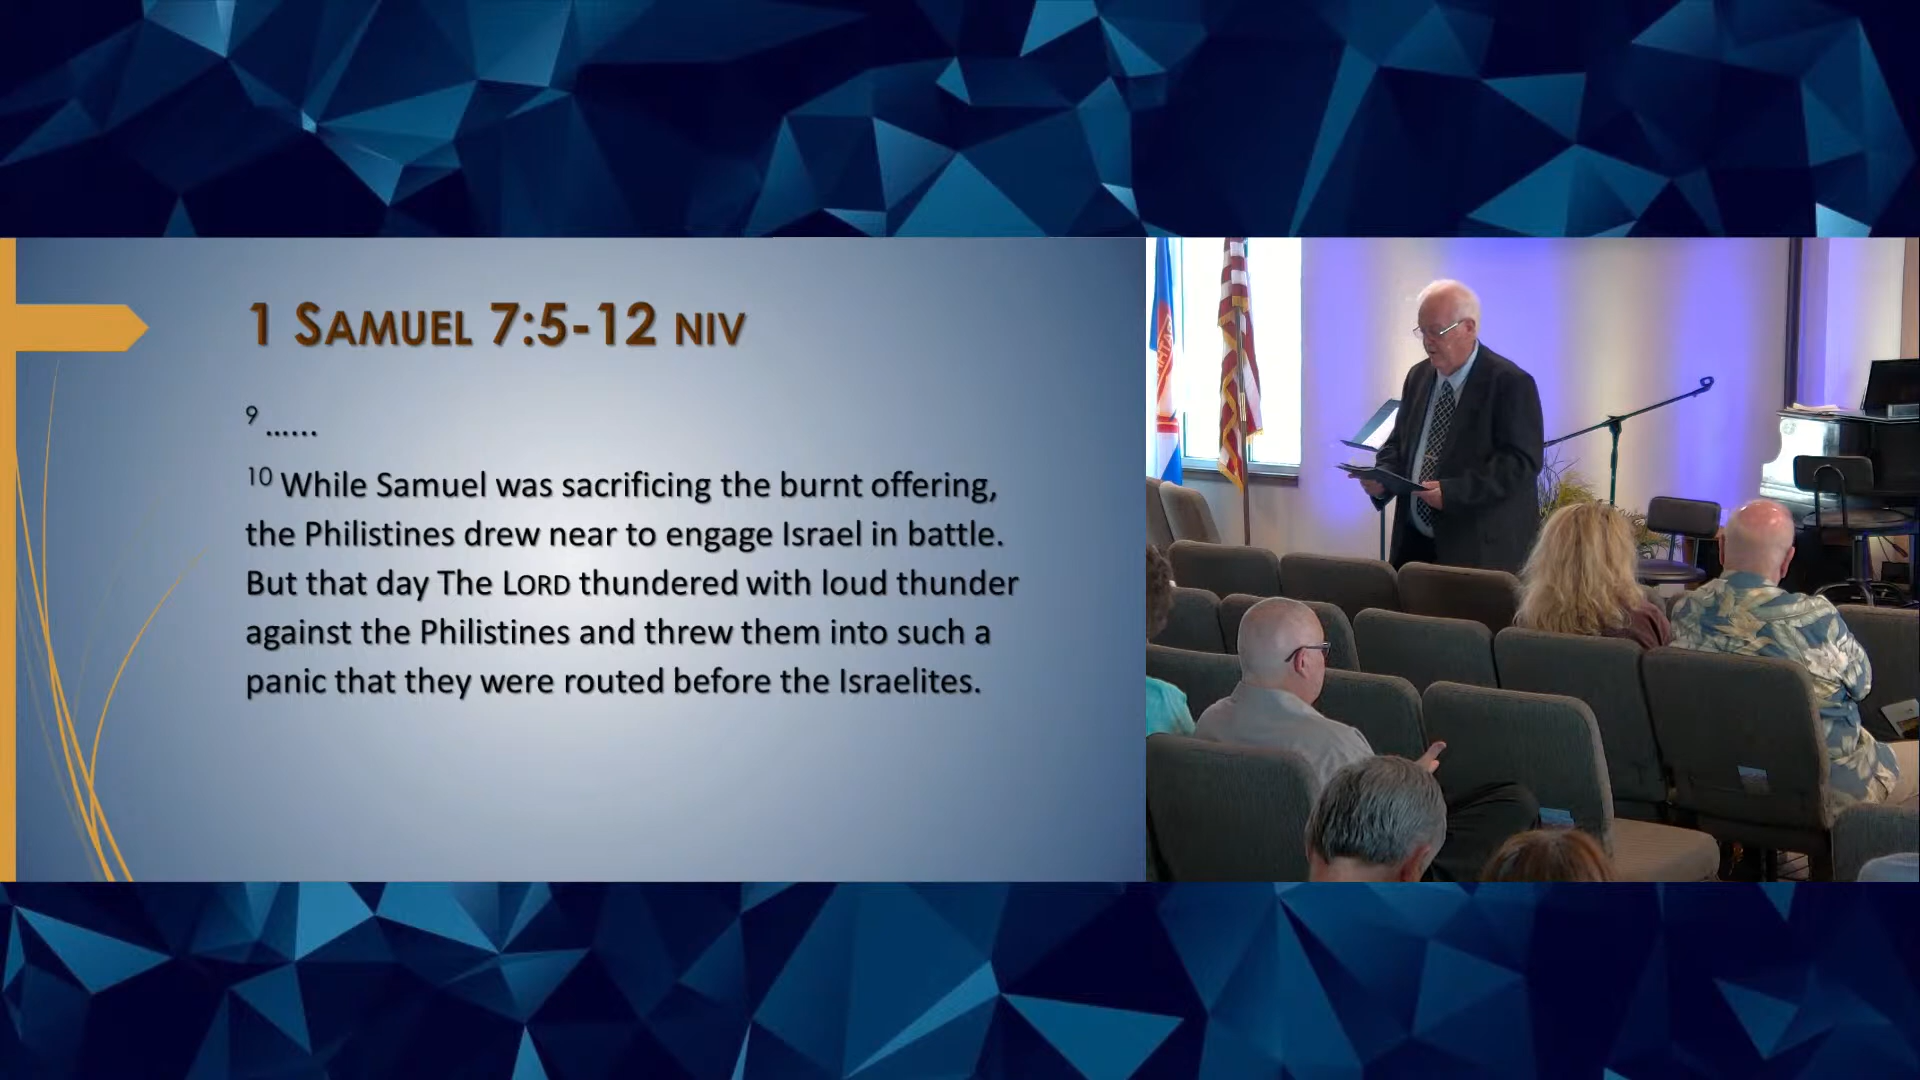 1 SAMUEL 7:5-12 NIV
9 ......
10 While Samuel was sacrificing the burnt offering,
the Philistines drew near to engage Israel in battle.
But that day The LORD thundered with loud thunder
against the Philistines and threw them into such a
panic that they were routed before the Israelites.